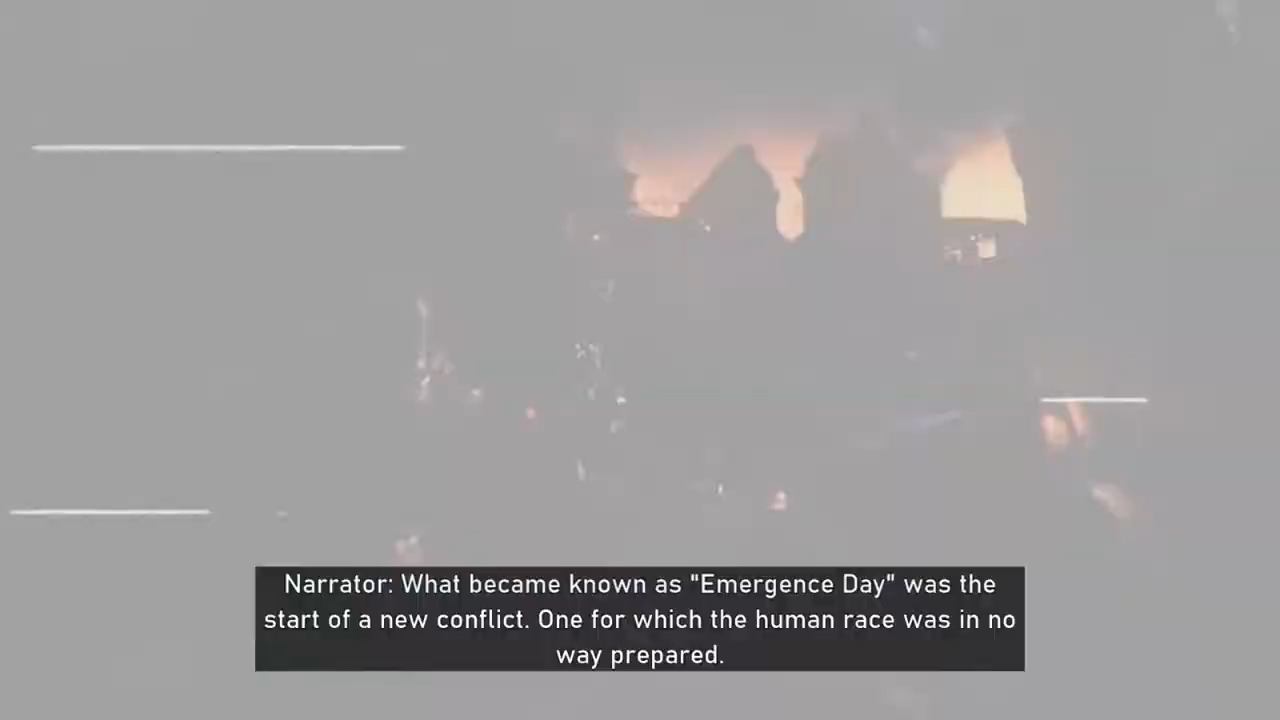 Narrator: What became known as "Emergence Day" was the
start of a new conflict. One for which the human race was in no
way prepared.